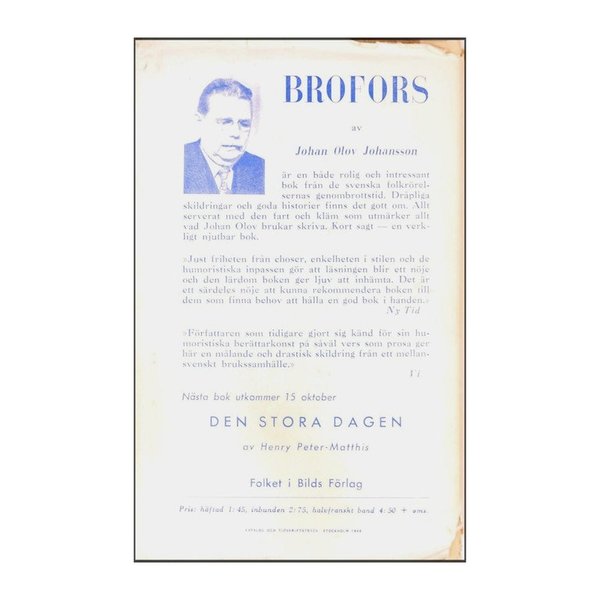 BROFORS
av
Johan Olov Johansson
är en både rolig och intressant
bok från de svenska folkrörel-
sernas genombrottstid. Dråpliga
skildringar och goda historier finns det gott om. Allt
serverat med den fart och kläm som utmärker allt
vad Johan Olov brukar skriva. Kort sagt — en verk-
ligt njutbar bok.
»Just friheten från choser, enkelheten i stilen och de
humoristiska inpassen gör att läsningen blir ett nöje
och den lärdom boken ger ljuv att inhämta. Det är
ett särdeles nöje att kunna rekommendera boken till
dem som finna behov att hålla en god bok i handen.»
Ny Tid
»Författaren som tidigare gjort sig känd för sin hu-
moristiska berättarkonst på såväl vers som prosa ger
här en målande och drastisk skildring från ett mellan-
svenskt brukssamhälle.»
Vi
Nästa bok utkommer 15 oktober
DEN STORA DAGEN
av Henry Peter-Matthis
Folket i Bilds Förlag
Pris: häftad 1:45, inbunden 2:75, halvfranskt band 4:50 + oms.
KATALOG OCH TIDSKRIFTSTRYCK STOCKHOLM